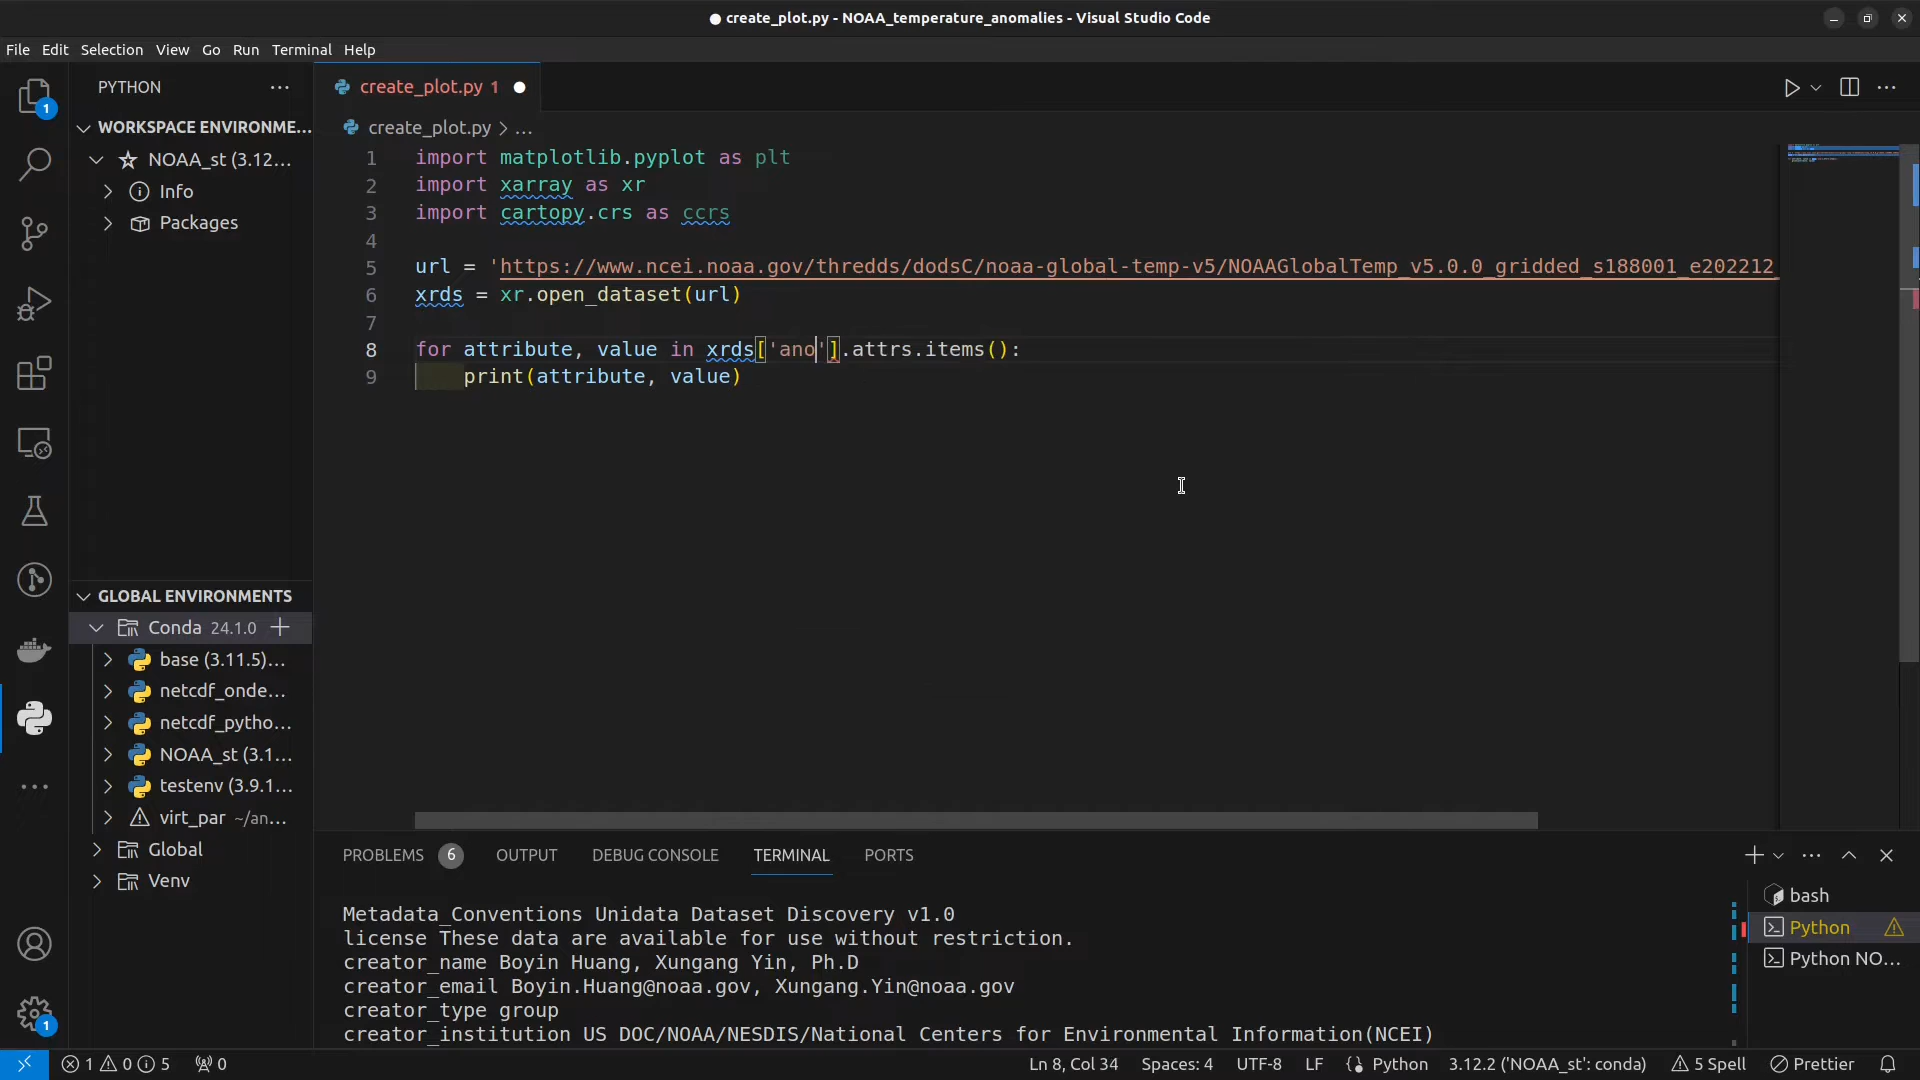 create_plot.py - NOAA_temperature_anomalies - Visual Studio Code
File Edit Selection View Go Run Terminal Help
PYTHON
create_plot.py 1
WORKSPACE ENVIRONME...
NOAA_st (3.12...
Info
Packages
create_plot.py > ...
1 import matplotlib.pyplot as plt
2 import xarray as xr
3 import cartopy.crs as ccrs
4
5 url = 'https://www.ncei.noaa.gov/thredds/dodsC/noaa-global-temp-v5/NOAAGlobalTemp_v5.0.0_gridded_s188001_e202212_
6 xrds = xr.open_dataset(url)
7
8 for attribute, value in xrds['ano'].attrs.items():
9 print(attribute, value)
GLOBAL ENVIRONMENTS
Conda 24.1.0
base (3.11.5)...
netcdf_onde...
netcdf_pytho...
NOAA_st (3.1...
testenv (3.9.1...
virt_par ~/an...
Global
Venv
PROBLEMS 6 OUTPUT DEBUG CONSOLE TERMINAL PORTS
Metadata_Conventions Unidata Dataset Discovery v1.0
license These data are available for use without restriction.
creator_name Boyin Huang, Xungang Yin, Ph.D
creator_email Boyin.Huang@noaa.gov, Xungang.Yin@noaa.gov
creator_type group
creator_institution US DOC/NOAA/NESDIS/National Centers for Environmental Information(NCEI)
bash
Python
Python NO...
1
1
1 0 5 0
Ln 8, Col 34 Spaces: 4 UTF-8 LF Python 3.12.2 ('NOAA_st': conda) 5 Spell Prettier